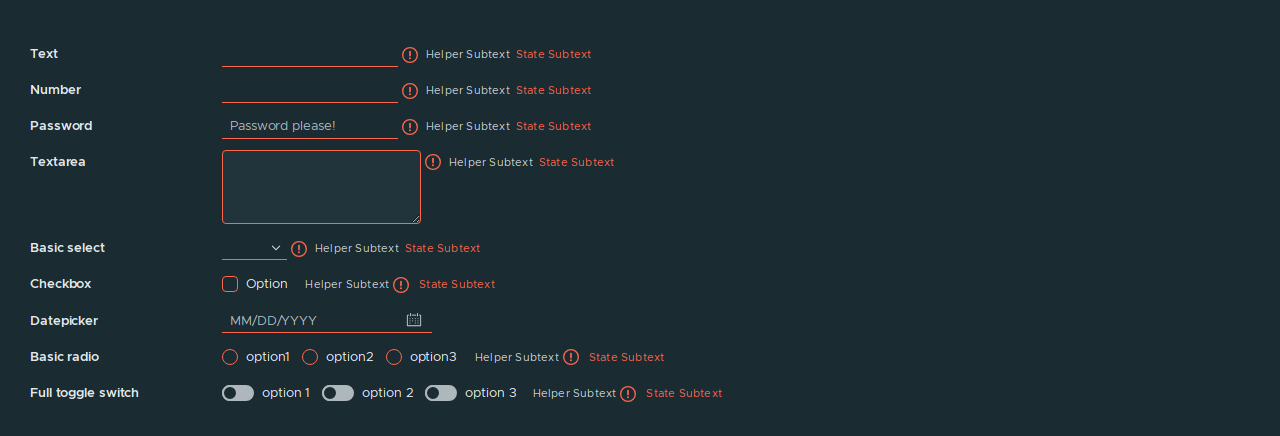 Text Helper Subtext State Subtext
Number Helper Subtext State Subtext
Password Password please! Helper Subtext State Subtext
Textarea Helper Subtext State Subtext
Basic select Helper Subtext State Subtext
Checkbox Option Helper Subtext State Subtext
Datepicker MM/DD/YYYY
Basic radio option1 option2 option3 Helper Subtext State Subtext
Full toggle switch option 1 option 2 option 3 Helper Subtext State Subtext